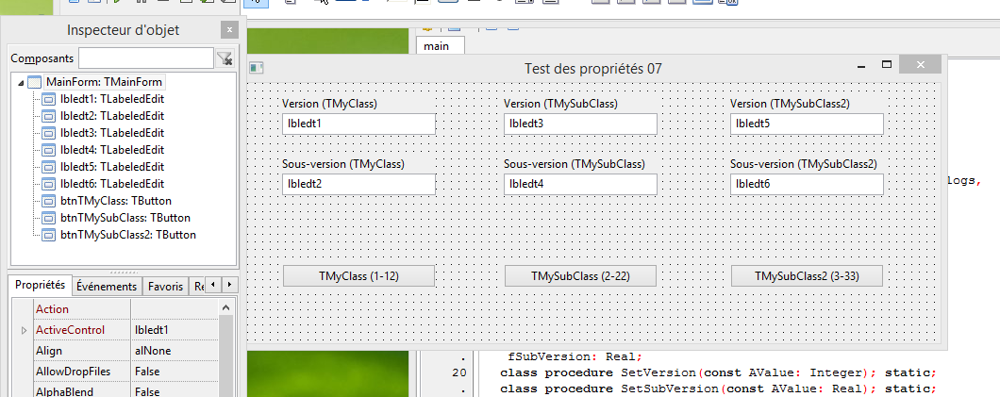 Inspecteur d'objet
Composants
MainForm: TMainForm
lbledt1: TLabeledEdit
lbledt2: TLabeledEdit
lbledt3: TLabeledEdit
lbledt4: TLabeledEdit
lbledt5: TLabeledEdit
lbledt6: TLabeledEdit
btnTMyClass: TButton
btnTMySubClass: TButton
btnTMySubClass2: TButton
Propriétés Événements Favoris Re
Action
ActiveControl lbledt1
Align alNone
AllowDropFiles False
AlphaBlend False
main
Test des propriétés 07
Version (TMyClass) Version (TMySubClass) Version (TMySubClass2)
lbledt1 lbledt3 lbledt5
Sous-version (TMyClass) Sous-version (TMySubClass) Sous-version (TMySubClass2)
lbledt2 lbledt4 lbledt6
TMyClass (1-12) TMySubClass (2-22) TMySubClass2 (3-33)
logs,
. fSubVersion: Real;
20 class procedure SetVersion(const AValue: Integer); static;
. class procedure SetSubVersion(const AValue: Real); static;